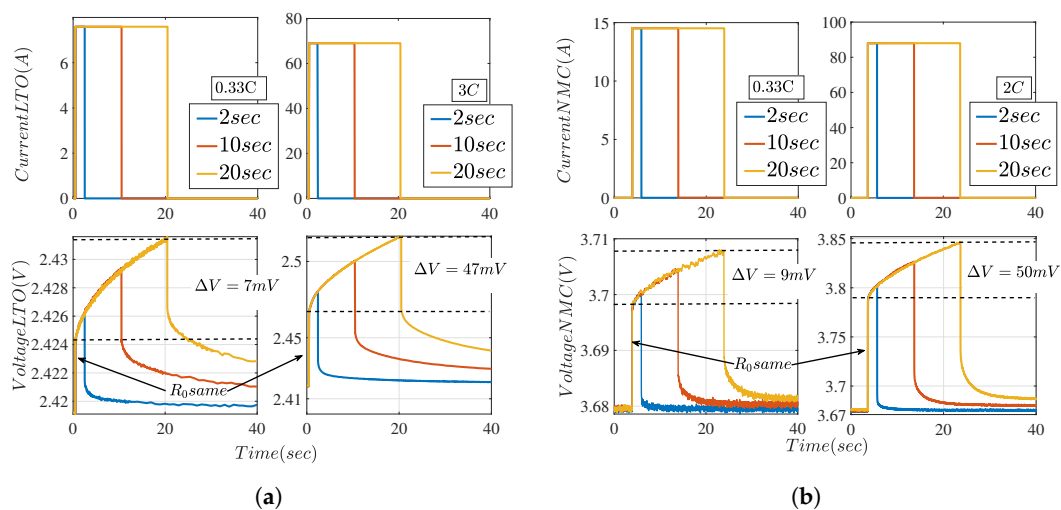 CurrentLTO(A)
6
4
2
0
0.33C
2sec
10sec
20sec
0 20 40
80
60
40
20
0
3C
2sec
10sec
20sec
0 20 40
CurrentNMC(A)
15
10
5
0
0.33C
2sec
10sec
20sec
0 20 40
100
80
60
40
20
0
2C
2sec
10sec
20sec
0 20 40
VoltageLTO(V)
2.43
2.428
2.426
2.424
2.422
2.42
ΔV = 7mV
R0same
0 20 40
2.5
2.45
2.41
ΔV = 47mV
0 20 40
Time(sec)
VoltageNMC(V)
3.71
3.7
3.69
3.68
ΔV = 9mV
R0same
0 20 40
3.85
3.8
3.7
3.67
ΔV = 50mV
0 20 40
Time(sec)
(a)
(b)